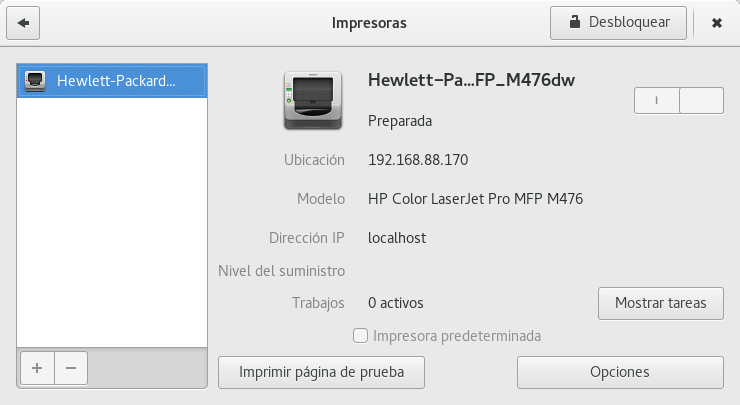 Impresoras
Desbloquear
Hewlett-Packard...
Hewlett-Pa...FP_M476dw
Preparada
Ubicación 192.168.88.170
Modelo HP Color LaserJet Pro MFP M476
Dirección IP localhost
Nivel del suministro
Trabajos 0 activos
Mostrar tareas
Impresora predeterminada
Imprimir página de prueba
Opciones